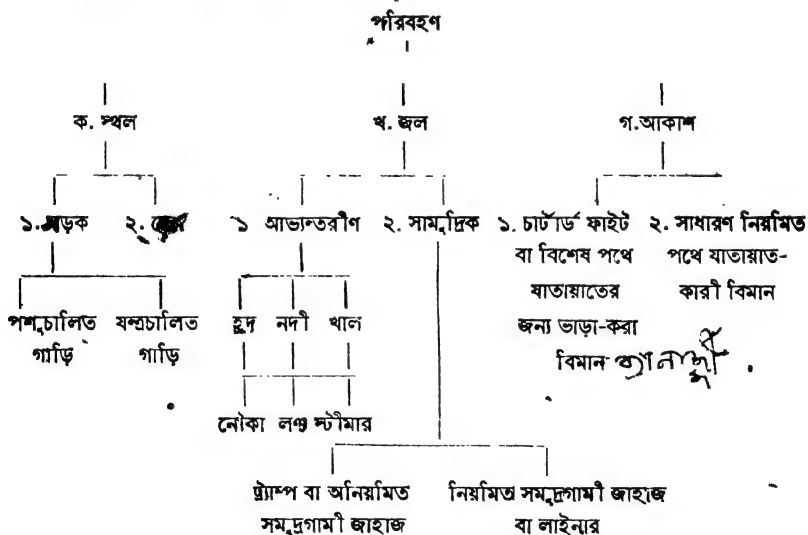 পরিবহণ
ক. স্থল খ. জল গ. আকাশ
১. সড়ক ২. ১ আভ্যন্তরীণ ২. সামুদ্রিক ১. চার্টার্ড ফাইট ২. সাধারণ নিয়মিত
বা বিশেষ পথে পথে যাতায়াত-
যাতায়াতের কারী বিমান
পশুচালিত যন্ত্রচালিত হ্রদ নদী খাল জন্য ভাড়া-করা
গাড়ি গাড়ি বিমান
নৌকা লঞ্চ স্টীমার
ট্র্যাম্প বা অনিয়মিত নিয়মিত সমুদ্রগামী জাহাজ
সমুদ্রগামী জাহাজ বা লাইনার